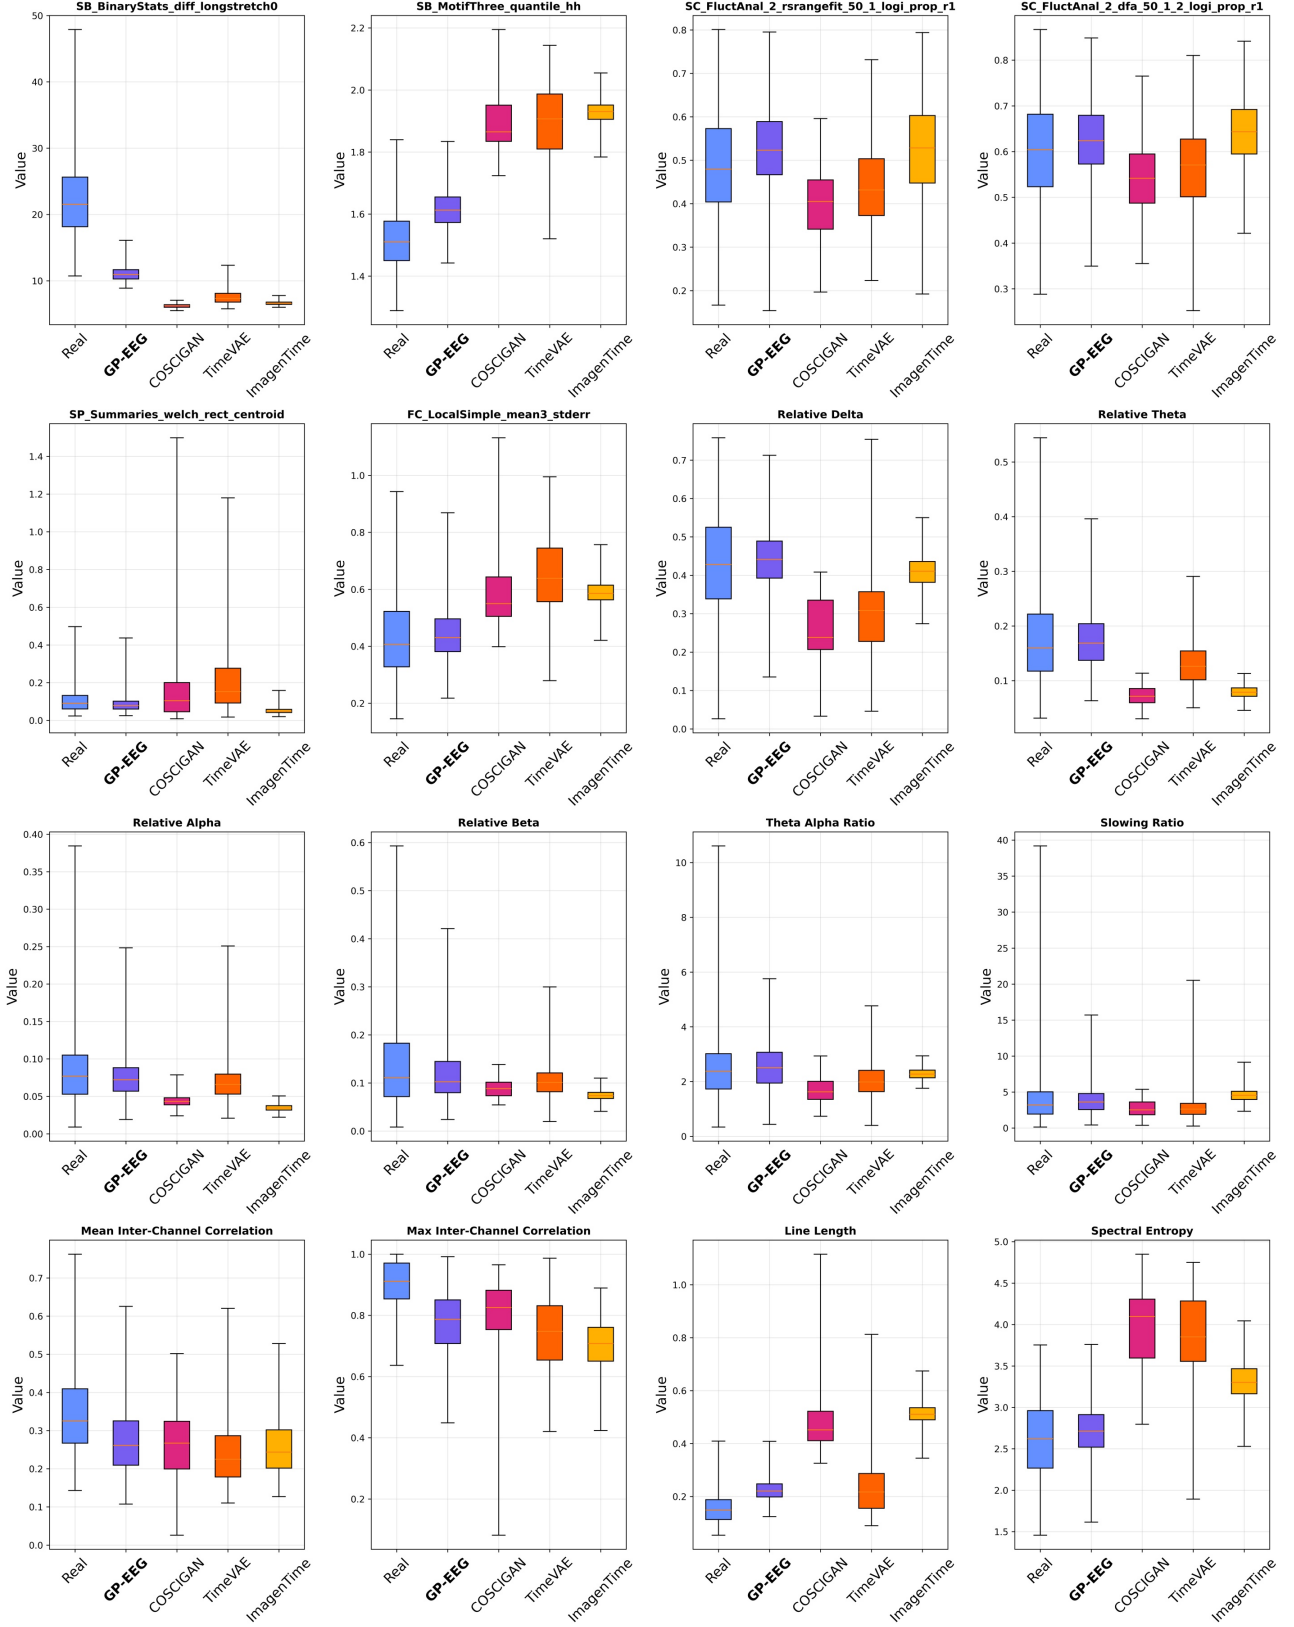 SB_BinaryStats_diff_longstretch0
50
40
30
20
10
Value
Real
GP-EEG
COSCIGAN
TimeVAE
ImagenTime
SB_MotifThree_quantile_hh
2.2
2.0
1.8
1.6
1.4
Value
Real
GP-EEG
COSCIGAN
TimeVAE
ImagenTime
SC_FluctAnal_2_rsrangefit_50_1_logi_prop_r1
0.8
0.7
0.6
0.5
0.4
0.3
0.2
Value
Real
GP-EEG
COSCIGAN
TimeVAE
ImagenTime
SC_FluctAnal_2_dfa_50_1_2_logi_prop_r1
0.8
0.7
0.6
0.5
0.4
0.3
Value
Real
GP-EEG
COSCIGAN
TimeVAE
ImagenTime
SP_Summaries_welch_rect_centroid
1.4
1.2
1.0
0.8
0.6
0.4
0.2
0.0
Value
Real
GP-EEG
COSCIGAN
TimeVAE
ImagenTime
FC_LocalSimple_mean3_stderr
1.0
0.8
0.6
0.4
0.2
Value
Real
GP-EEG
COSCIGAN
TimeVAE
ImagenTime
Relative Delta
0.7
0.6
0.5
0.4
0.3
0.2
0.1
0.0
Value
Real
GP-EEG
COSCIGAN
TimeVAE
ImagenTime
Relative Theta
0.5
0.4
0.3
0.2
0.1
Value
Real
GP-EEG
COSCIGAN
TimeVAE
ImagenTime
Relative Alpha
0.40
0.35
0.30
0.25
0.20
0.15
0.10
0.05
0.00
Value
Real
GP-EEG
COSCIGAN
TimeVAE
ImagenTime
Relative Beta
0.6
0.5
0.4
0.3
0.2
0.1
0.0
Value
Real
GP-EEG
COSCIGAN
TimeVAE
ImagenTime
Theta Alpha Ratio
10
8
6
4
2
0
Value
Real
GP-EEG
COSCIGAN
TimeVAE
ImagenTime
Slowing Ratio
40
35
30
25
20
15
10
5
0
Value
Real
GP-EEG
COSCIGAN
TimeVAE
ImagenTime
Mean Inter-Channel Correlation
0.7
0.6
0.5
0.4
0.3
0.2
0.1
0.0
Value
Real
GP-EEG
COSCIGAN
TimeVAE
ImagenTime
Max Inter-Channel Correlation
1.0
0.8
0.6
0.4
0.2
Value
Real
GP-EEG
COSCIGAN
TimeVAE
ImagenTime
Line Length
1.0
0.8
0.6
0.4
0.2
Value
Real
GP-EEG
COSCIGAN
TimeVAE
ImagenTime
Spectral Entropy
5.0
4.5
4.0
3.5
3.0
2.5
2.0
1.5
Value
Real
GP-EEG
COSCIGAN
TimeVAE
ImagenTime